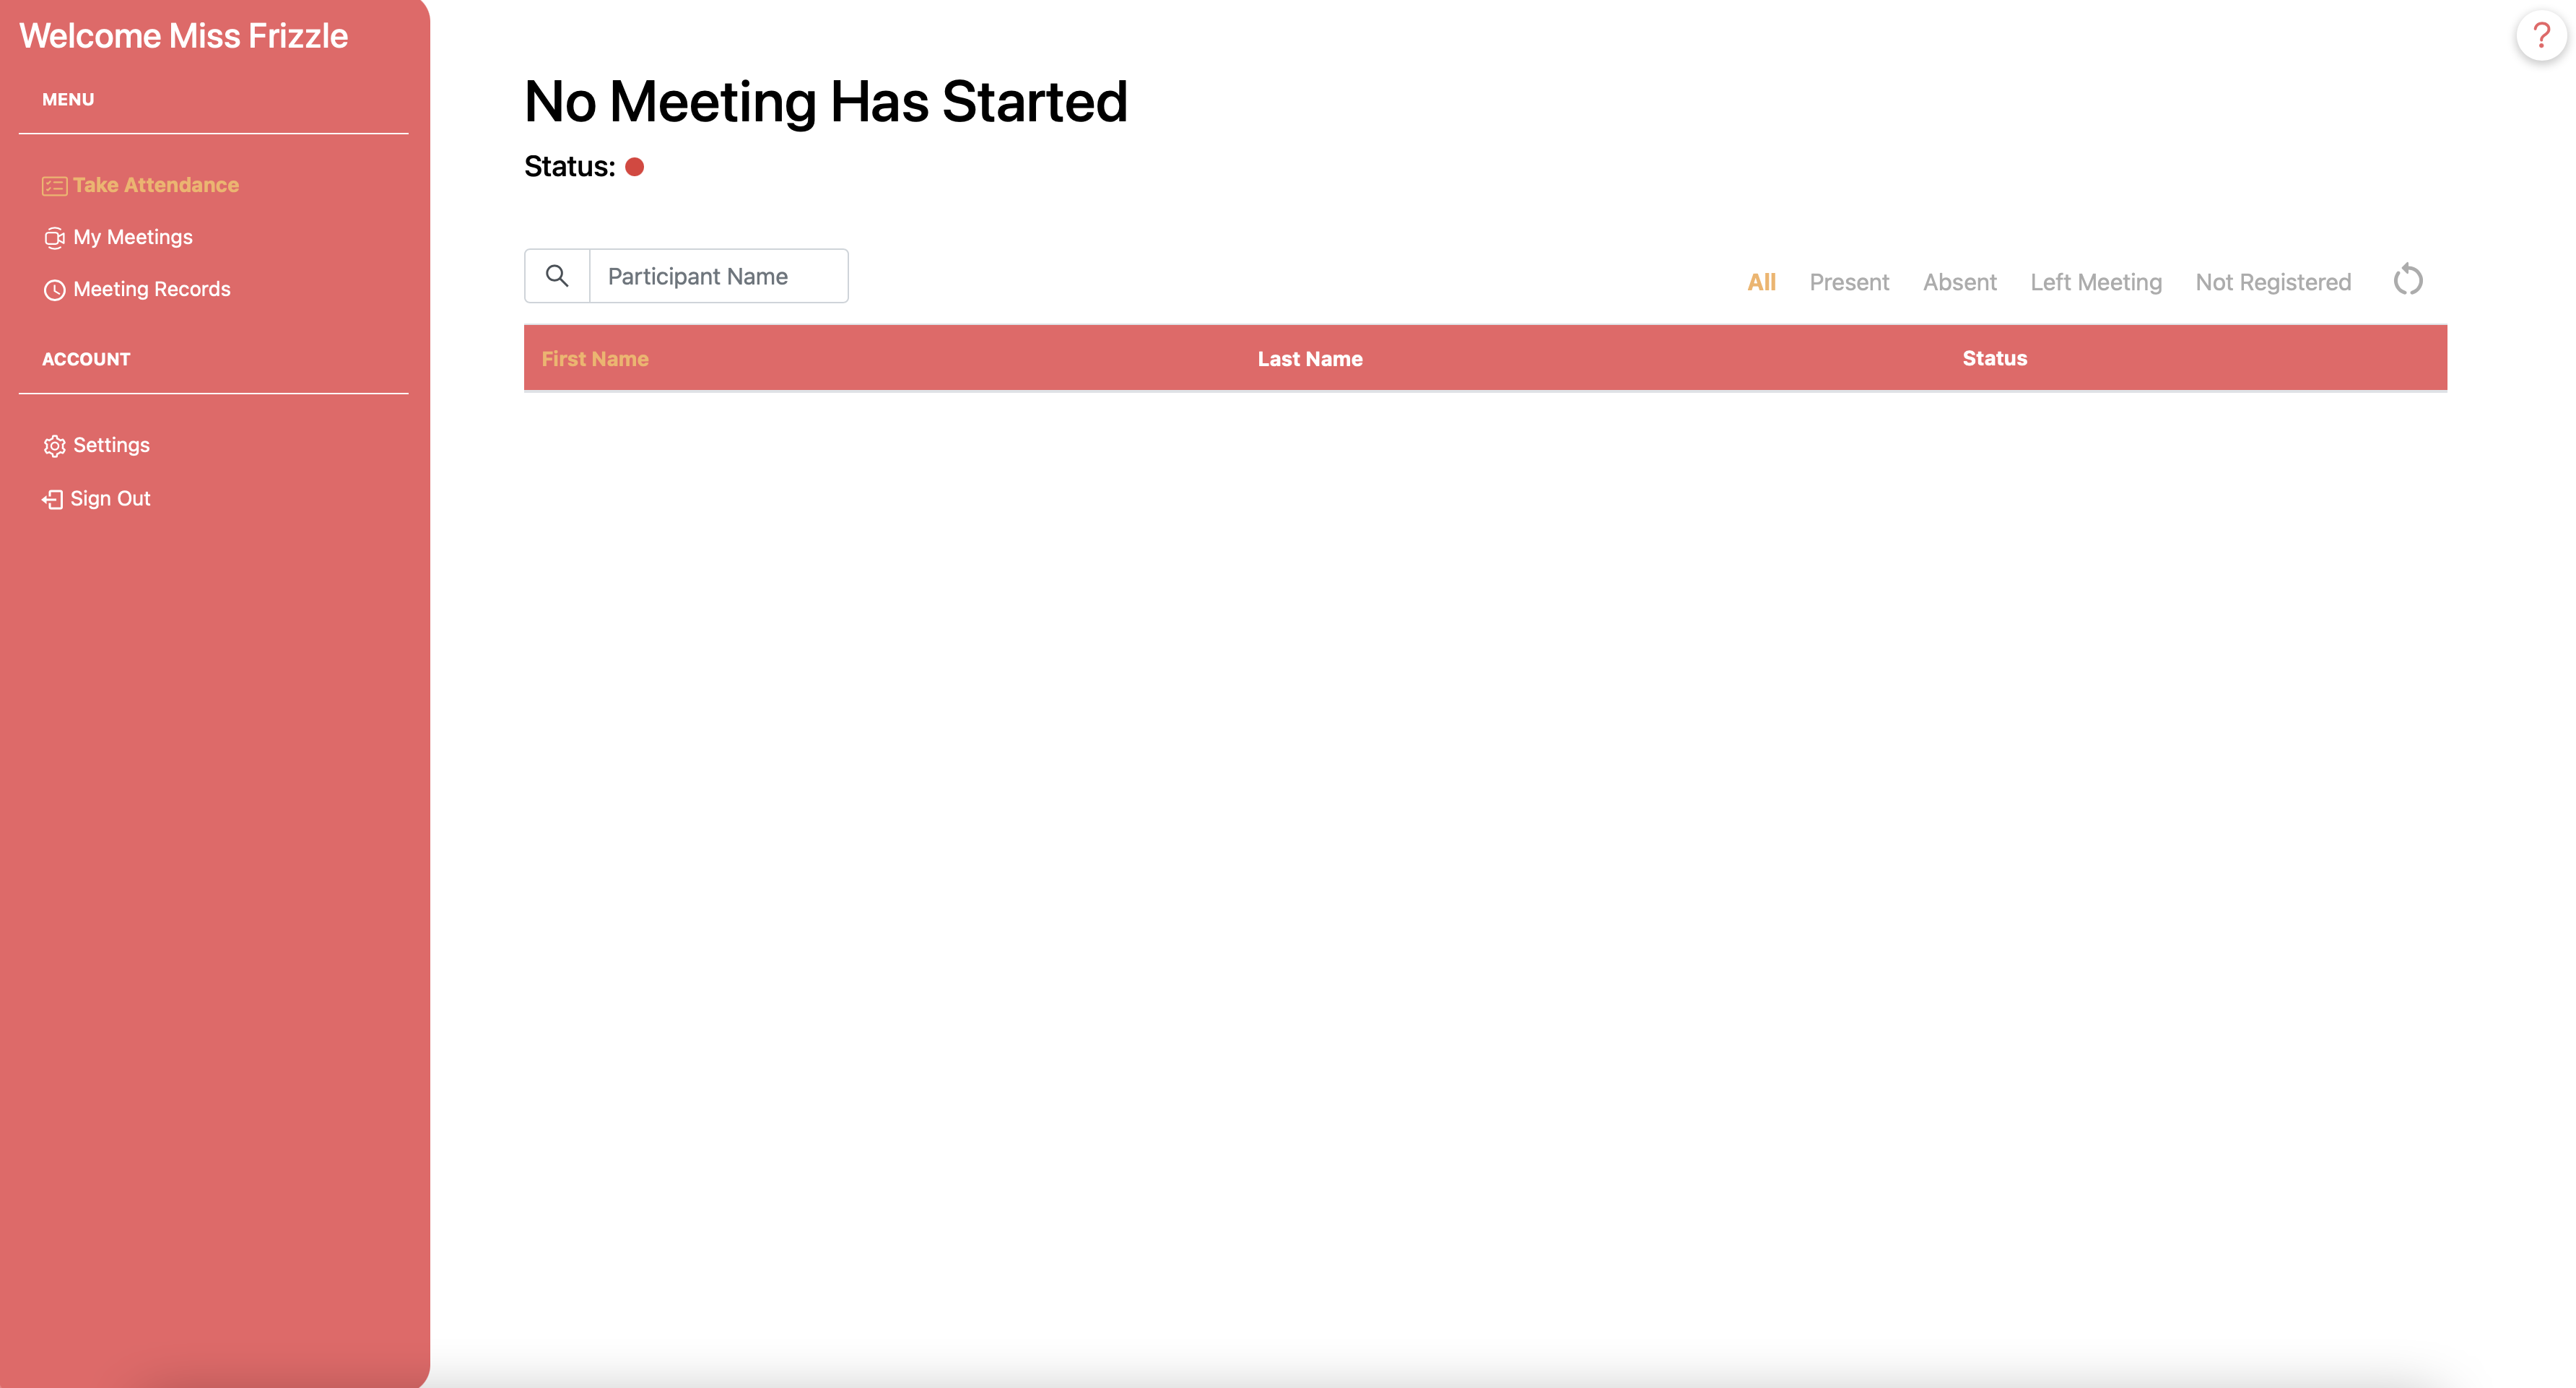 Welcome Miss Frizzle
MENU
Take Attendance
My Meetings
Meeting Records
ACCOUNT
Settings
Sign Out
?
No Meeting Has Started
Status:
Participant Name
All Present Absent Left Meeting Not Registered
First Name Last Name Status